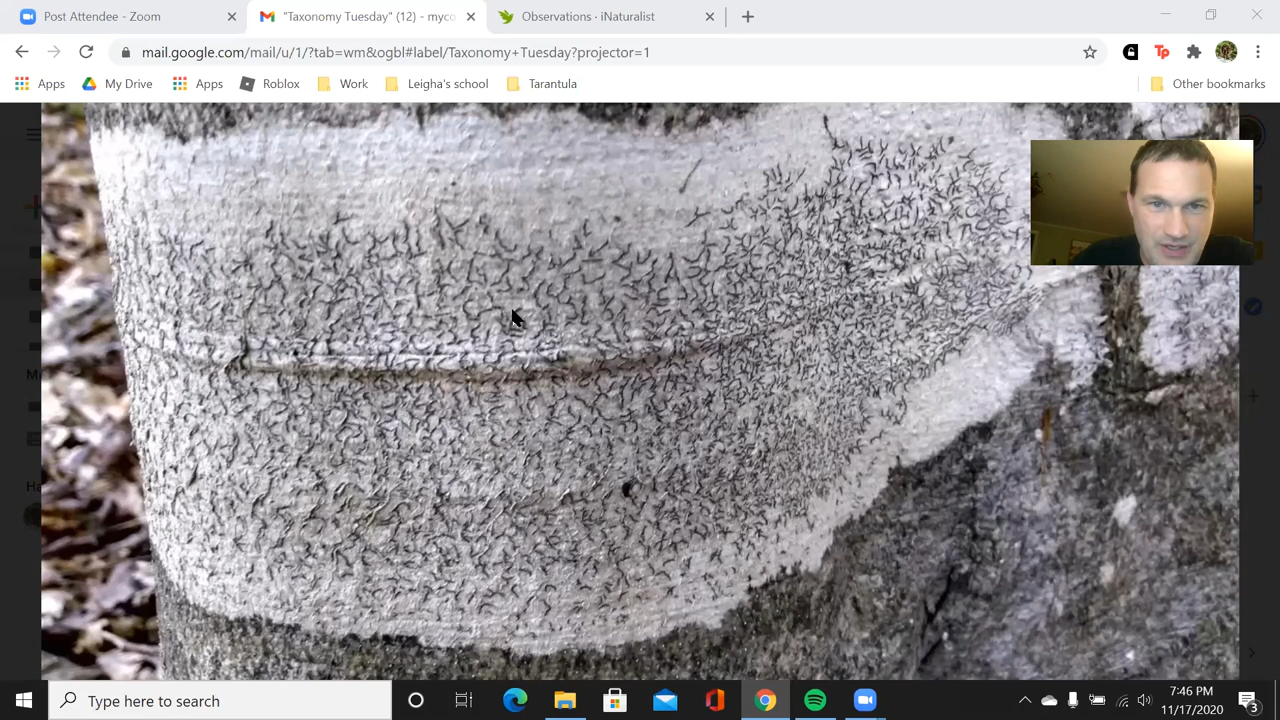 Post Attendee - Zoom
"Taxonomy Tuesday" (12) - myco
Observations · iNaturalist
mail.google.com/mail/u/1/?tab=wm&ogbl#label/Taxonomy+Tuesday?projector=1
Apps
My Drive
Apps
Roblox
Work
Leigha's school
Tarantula
Other bookmarks
Type here to search
7:46 PM
11/17/2020
3